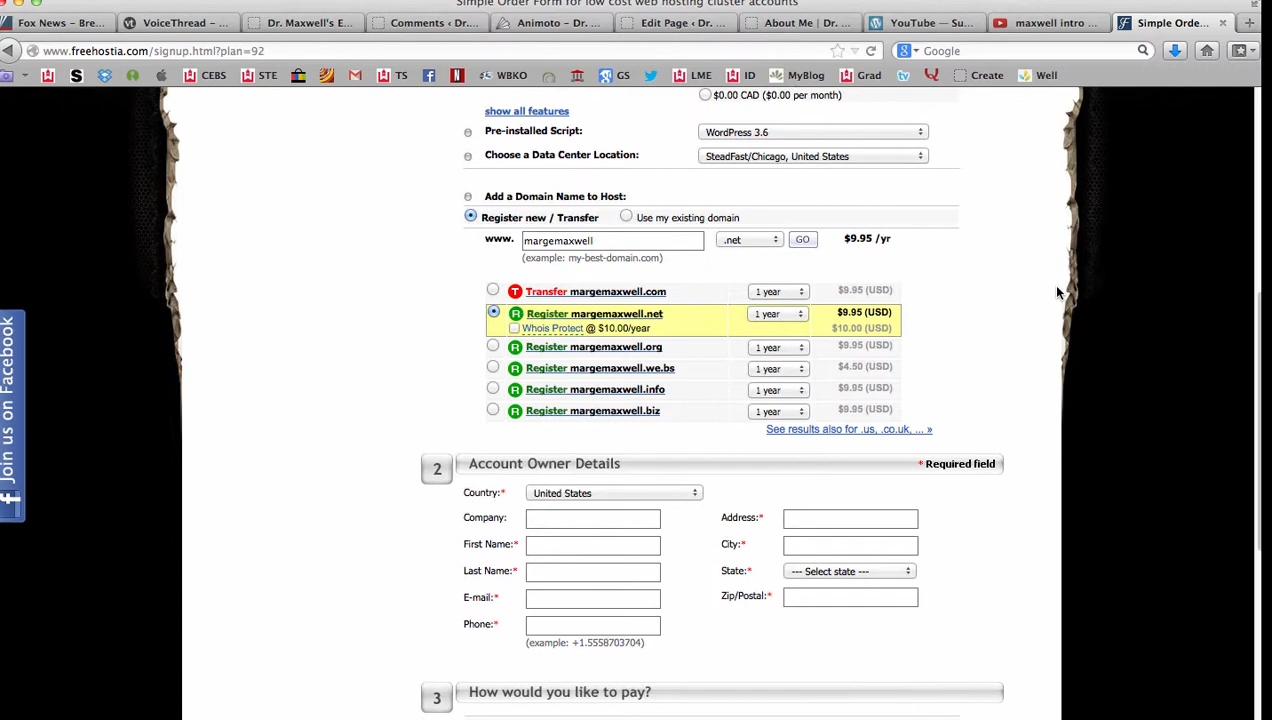 Simple Order Form for low cost web hosting cluster accounts
Fox News – Bre...
VoiceThread – ...
Dr. Maxwell's E...
Comments ‹ Dr....
Animoto – Dr. ...
Edit Page ‹ Dr. ...
About Me | Dr. ...
YouTube — Su...
maxwell intro ...
Simple Orde...
www.freehostia.com/signup.html?plan=92
Google
CEBS
STE
TS
WBKO
GS
LME
ID
MyBlog
Grad
Create
Well
$0.00 CAD ($0.00 per month)
show all features
Pre-installed Script:
WordPress 3.6
Choose a Data Center Location:
SteadFast/Chicago, United States
Add a Domain Name to Host:
Register new / Transfer
Use my existing domain
www.
margemaxwell
.net
GO
$9.95 /yr
(example: my-best-domain.com)
T Transfer margemaxwell.com 1 year $9.95 (USD)
R Register margemaxwell.net 1 year $9.95 (USD)
Whois Protect @ $10.00/year $10.00 (USD)
R Register margemaxwell.org 1 year $9.95 (USD)
R Register margemaxwell.we.bs 1 year $4.50 (USD)
R Register margemaxwell.info 1 year $9.95 (USD)
R Register margemaxwell.biz 1 year $9.95 (USD)
See results also for .us, .co.uk, ... »
Join us on Facebook
2 Account Owner Details
* Required field
Country:* United States
Company:
Address:*
First Name:*
City:*
Last Name:*
State:* --- Select state ---
E-mail:*
Zip/Postal:*
Phone:*
(example: +1.5558703704)
3 How would you like to pay?